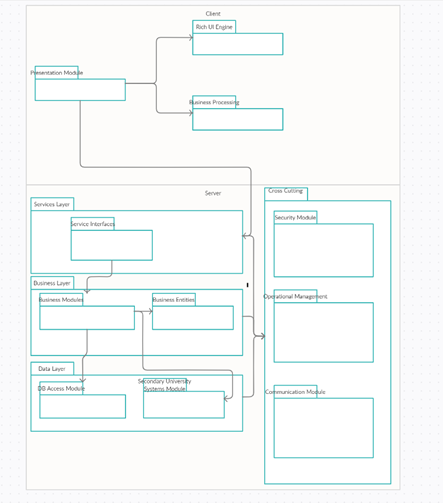 Client
Rich UI Engine
Presentation Module
Business Processing
Server
Cross Cutting
Services Layer
Service Interfaces
Security Module
Business Layer
Business Modules
Business Entities
Operational Management
Data Layer
DB Access Module
Secondary University
Systems Module
Communication Module